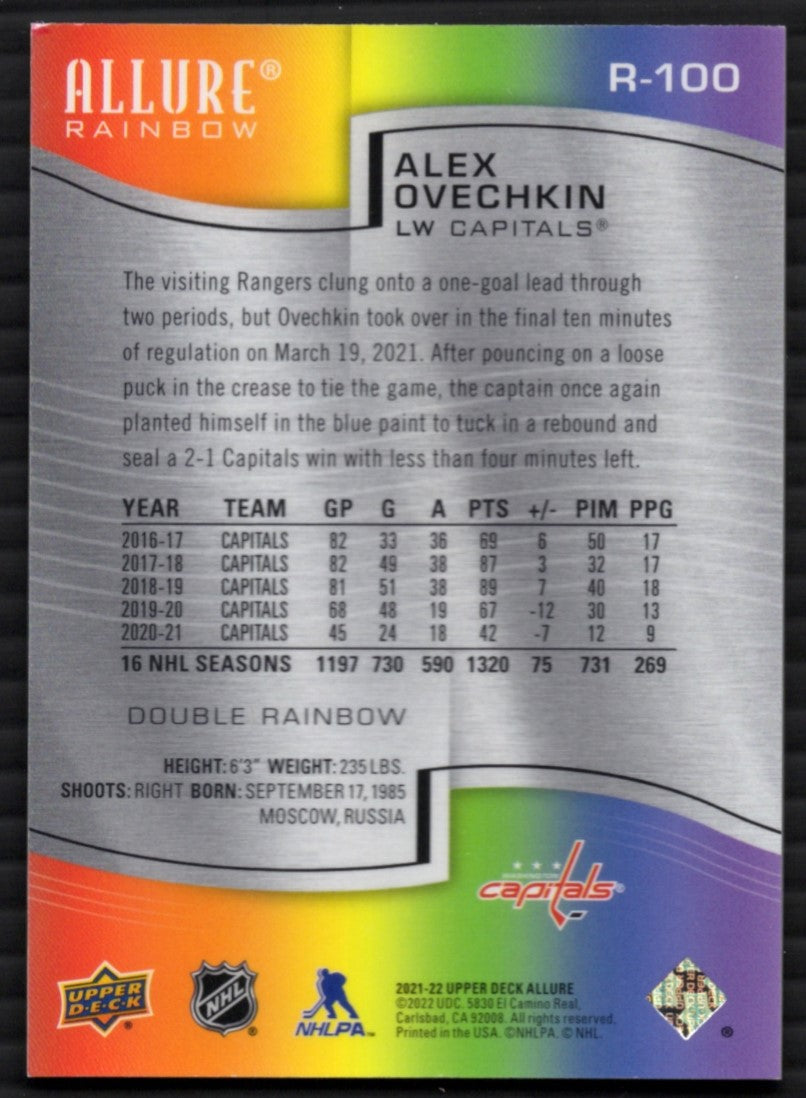 ALLURE®
RAINBOW
R-100
ALEX
OVECHKIN
LW CAPITALS®
The visiting Rangers clung onto a one-goal lead through
two periods, but Ovechkin took over in the final ten minutes
of regulation on March 19, 2021. After pouncing on a loose
puck in the crease to tie the game, the captain once again
planted himself in the blue paint to tuck in a rebound and
seal a 2-1 Capitals win with less than four minutes left.
YEAR TEAM GP G A PTS +/- PIM PPG
2016-17 CAPITALS 82 33 36 69 6 50 17
2017-18 CAPITALS 82 49 38 87 3 32 17
2018-19 CAPITALS 81 51 38 89 7 40 18
2019-20 CAPITALS 68 48 19 67 -12 30 13
2020-21 CAPITALS 45 24 18 42 -7 12 9
16 NHL SEASONS 1197 730 590 1320 75 731 269
DOUBLE RAINBOW
HEIGHT: 6'3" WEIGHT: 235 LBS.
SHOOTS: RIGHT BORN: SEPTEMBER 17, 1985
MOSCOW, RUSSIA
WASHINGTON
capitals®
UPPER
D·E·C·K®
NHL®
NHLPA™
2021-22 UPPER DECK ALLURE
©2022 UDC. 5830 El Camino Real,
Carlsbad, CA 92008. All rights reserved.
Printed in the USA. ©NHLPA. © NHL.
®